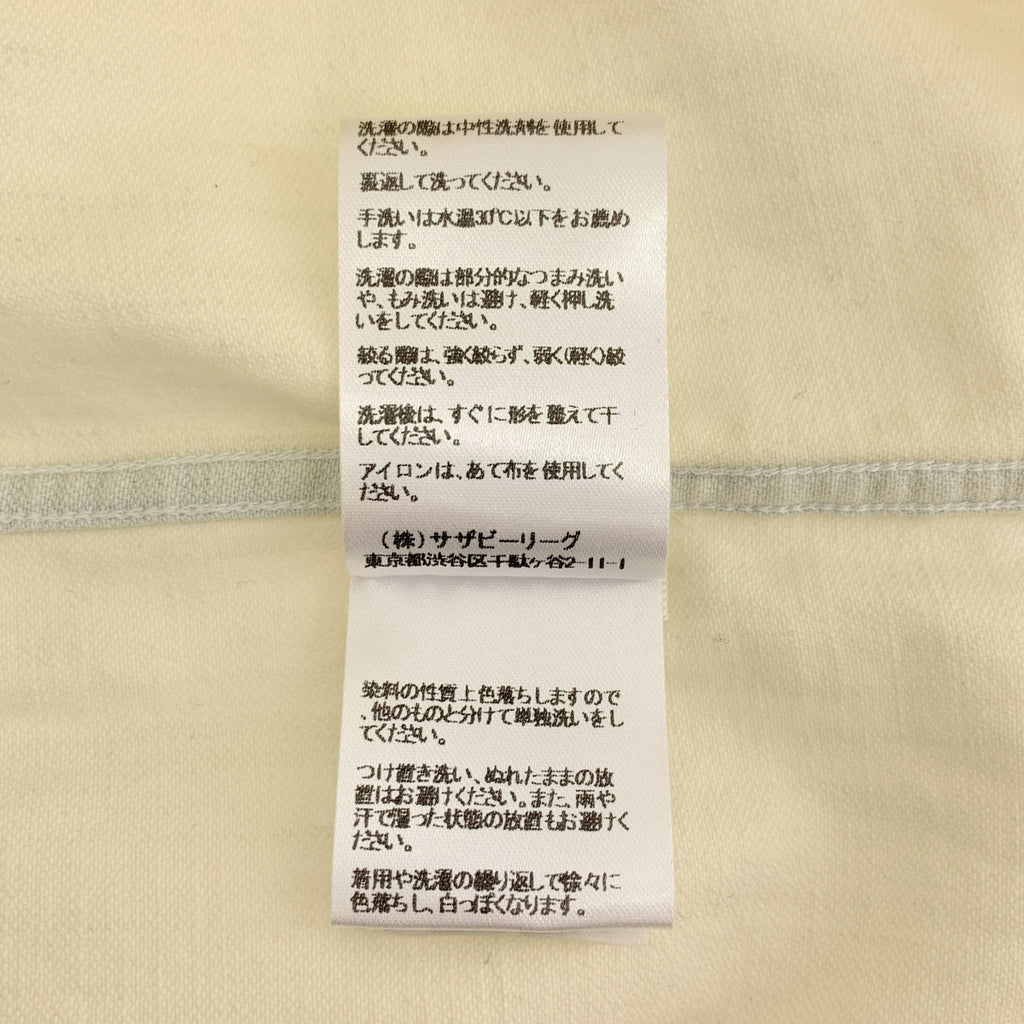 洗濯の際は中性洗剤を使用して
ください。
裏返して洗ってください。
手洗いは水温30℃以下をお薦め
します。
洗濯の際は部分的なつまみ洗い
や、もみ洗いは避け、軽く押し洗
いをしてください。
絞る際は、強く絞らず、弱く(軽く)絞
ってください。
洗濯後は、すぐに形を整えて干
してください。
アイロンは、あて布を使用してく
ださい。
(株)サザビーリーグ
東京都渋谷区千駄ヶ谷2-11-1
染料の性質上色落ちしますので
、他のものと分けて単独洗いをし
てください。
つけ置き洗い、ぬれたままの放
置はお避けください。また、雨や
汗で湿った状態の放置もお避けく
ださい。
着用や洗濯の繰り返しで徐々に
色落ちし、白っぽくなります。